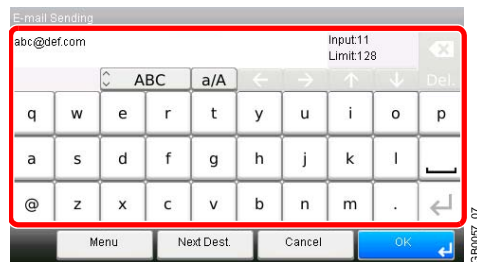 E-mail Sending
abc@def.com
Input:11
Limit:128
ABC a/A Del.
q w e r t y u i o p
a s d f g h j k l
@ z x c v b n m .
Menu Next Dest. Cancel OK
GB0057_07